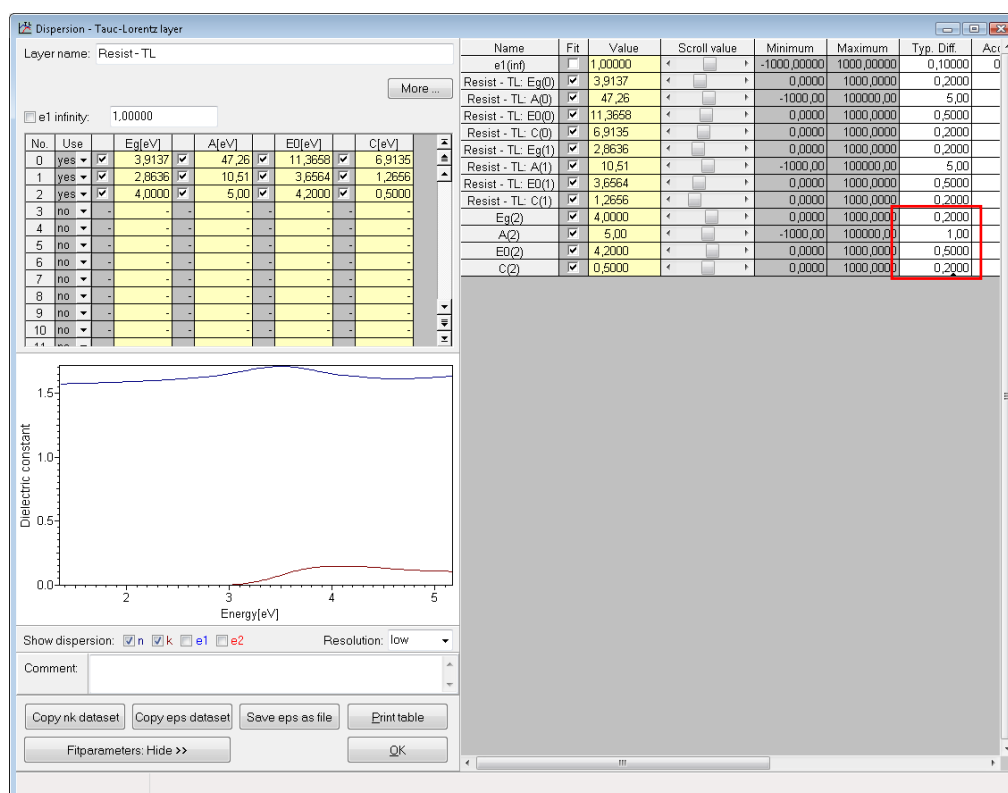 Dispersion - Tauc-Lorentz layer
Layer name: Resist - TL
More ...
e1 infinity: 1,00000
No. Use Eg[eV] A[eV] E0[eV] C[eV]
0 yes 3,9137 47,26 11,3658 6,9135
1 yes 2,8636 10,51 3,6564 1,2656
2 yes 4,0000 5,00 4,2000 0,5000
3 no - - - - - - - -
4 no - - - - - - - -
5 no - - - - - - - -
6 no - - - - - - - -
7 no - - - - - - - -
8 no - - - - - - - -
9 no - - - - - - - -
10 no - - - - - - - -
Dielectric constant
1.5
1.0
0.5
0.0
2 3 4 5
Energy[eV]
Show dispersion: n k e1 e2 Resolution: low
Comment:
Copy nk dataset Copy eps dataset Save eps as file Print table
Fitparameters: Hide >> OK
Name Fit Value Scroll value Minimum Maximum Typ. Diff. Acc
e1(inf) 1,00000 -1000,00000 1000,00000 0,10000 0
Resist - TL: Eg(0) 3,9137 0,0000 1000,0000 0,2000
Resist - TL: A(0) 47,26 -1000,00 100000,00 5,00
Resist - TL: E0(0) 11,3658 0,0000 1000,0000 0,5000
Resist - TL: C(0) 6,9135 0,0000 1000,0000 0,2000
Resist - TL: Eg(1) 2,8636 0,0000 1000,0000 0,2000
Resist - TL: A(1) 10,51 -1000,00 100000,00 5,00
Resist - TL: E0(1) 3,6564 0,0000 1000,0000 0,5000
Resist - TL: C(1) 1,2656 0,0000 1000,0000 0,2000
Eg(2) 4,0000 0,0000 1000,0000 0,2000
A(2) 5,00 -1000,00 100000,00 1,00
E0(2) 4,2000 0,0000 1000,0000 0,5000
C(2) 0,5000 0,0000 1000,0000 0,2000